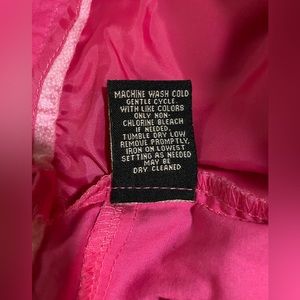 MACHINE WASH COLD
GENTLE CYCLE.
WITH LIKE COLORS
ONLY NON-
CHLORINE BLEACH
IS NEEDED.
TUMBLE DRY LOW
REMOVE PROMPTLY,
IRON ON LOWEST
SETTING AS NEEDED
MAY BE
DRY CLEANED